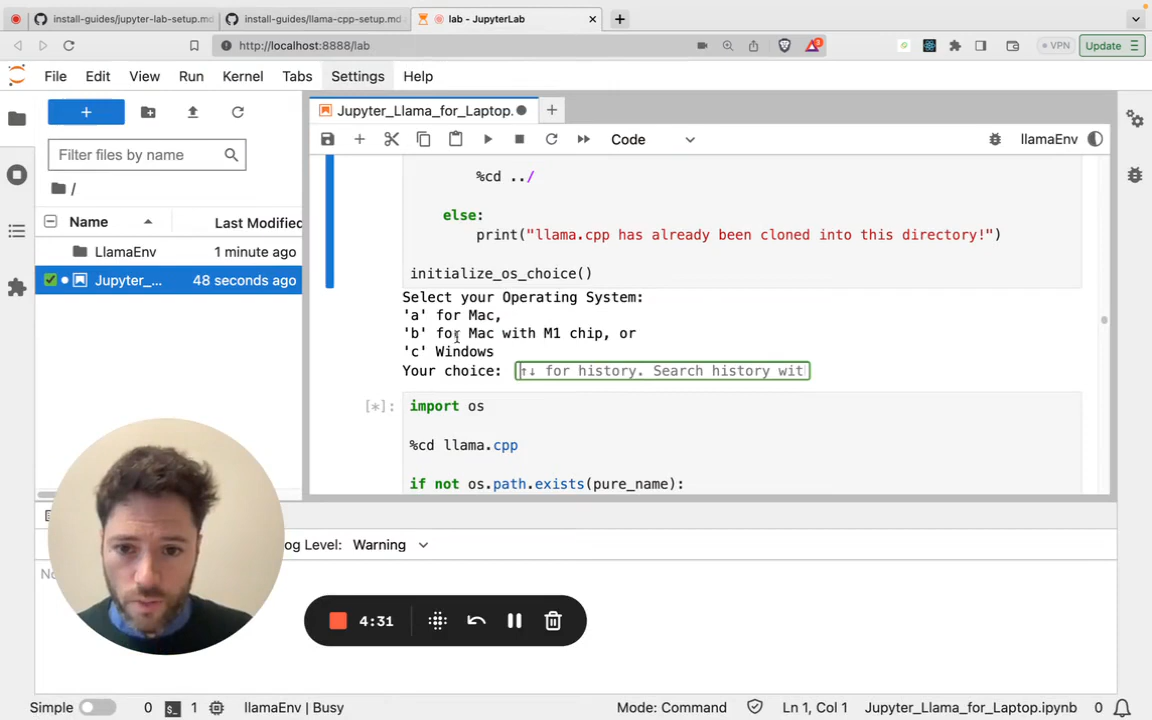 install-guides/jupyter-lab-setup.md
install-guides/llama-cpp-setup.md
lab - JupyterLab
http://localhost:8888/lab
VPN
Update
File Edit View Run Kernel Tabs Settings Help
Filter files by name
/
Name
Last Modified
LlamaEnv
1 minute ago
Jupyter_...
48 seconds ago
Jupyter_Llama_for_Laptop.
Code
llamaEnv
%cd ../
else:
print("llama.cpp has already been cloned into this directory!")
initialize_os_choice()
Select your Operating System:
'a' for Mac,
'b' for Mac with M1 chip, or
'c' Windows
Your choice: ↑↓ for history. Search history wit
[*]:
import os
%cd llama.cpp
if not os.path.exists(pure_name):
og Level: Warning
4:31
Simple 0 1 llamaEnv | Busy
Mode: Command Ln 1, Col 1 Jupyter_Llama_for_Laptop.ipynb 0